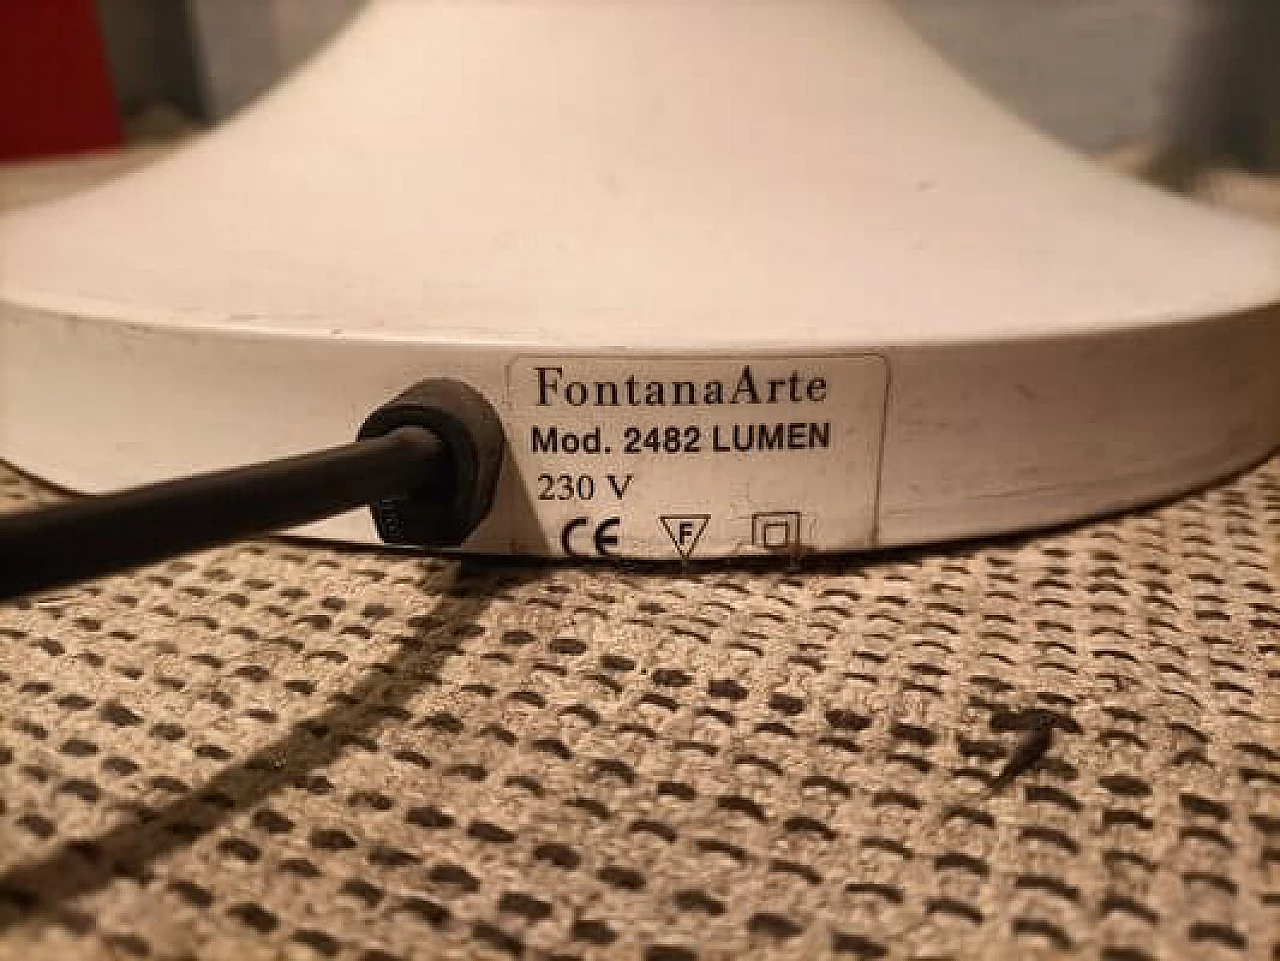 FontanaArte
Mod. 2482 LUMEN
230 V
CE F